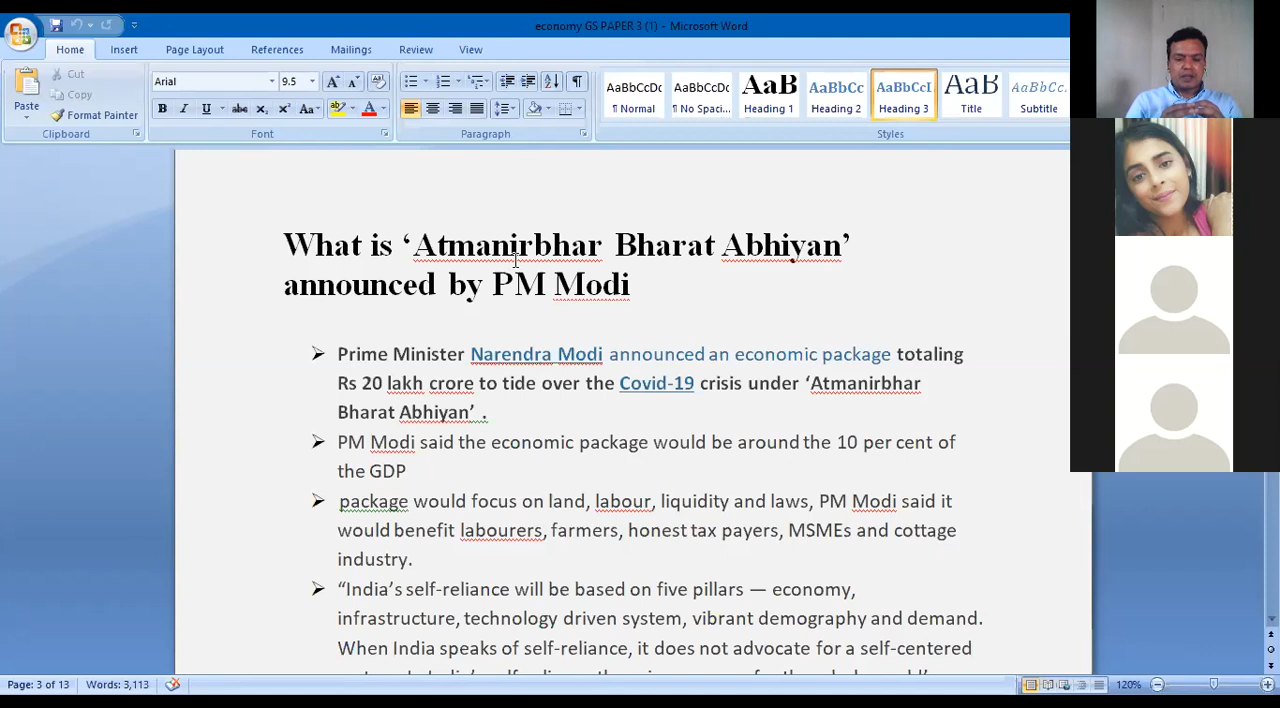 economy GS PAPER 3 (1) - Microsoft Word
Home Insert Page Layout References Mailings Review View
Paste
Cut
Copy
Format Painter
Clipboard
Arial 9.5
B I U abc X₂ X² Aa
Font
Paragraph
AaBbCcDc AaBbCcDc AaB AaBbCc AaBbCcI AaB AaBbCc.
¶ Normal ¶ No Spaci... Heading 1 Heading 2 Heading 3 Title Subtitle
Styles
What is ‘Atmanirbhar Bharat Abhiyan’
announced by PM Modi
Prime Minister Narendra Modi announced an economic package totaling
Rs 20 lakh crore to tide over the Covid-19 crisis under ‘Atmanirbhar
Bharat Abhiyan’ .
PM Modi said the economic package would be around the 10 per cent of
the GDP
package would focus on land, labour, liquidity and laws, PM Modi said it
would benefit labourers, farmers, honest tax payers, MSMEs and cottage
industry.
“India’s self-reliance will be based on five pillars — economy,
infrastructure, technology driven system, vibrant demography and demand.
When India speaks of self-reliance, it does not advocate for a self-centered
Page: 3 of 13 Words: 3,113 120%